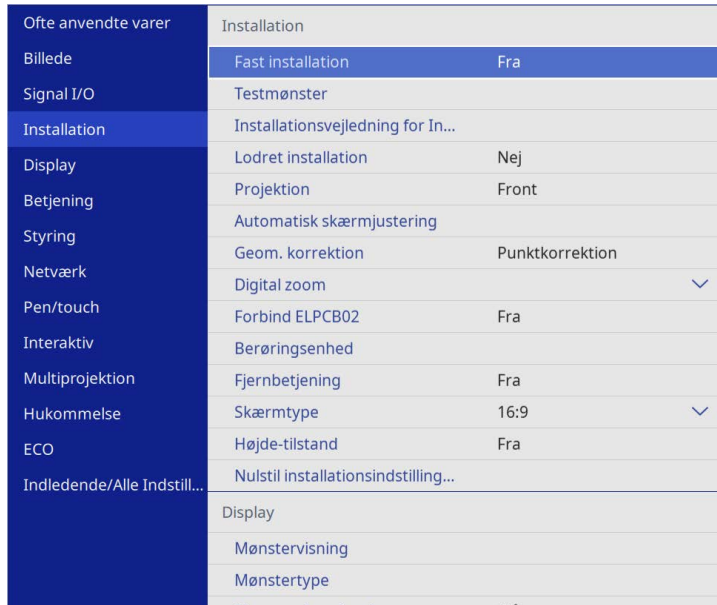 Ofte anvendte varer
Billede
Signal I/O
Installation
Display
Betjening
Styring
Netværk
Pen/touch
Interaktiv
Multiprojektion
Hukommelse
ECO
Indledende/Alle Indstill...
Installation
Fast installation Fra
Testmønster
Installationsvejledning for In...
Lodret installation Nej
Projektion Front
Automatisk skærmjustering
Geom. korrektion Punktkorrektion
Digital zoom
Forbind ELPCB02 Fra
Berøringsenhed
Fjernbetjening Fra
Skærmtype 16:9
Højde-tilstand Fra
Nulstil installationsindstilling...
Display
Mønstervisning
Mønstertype